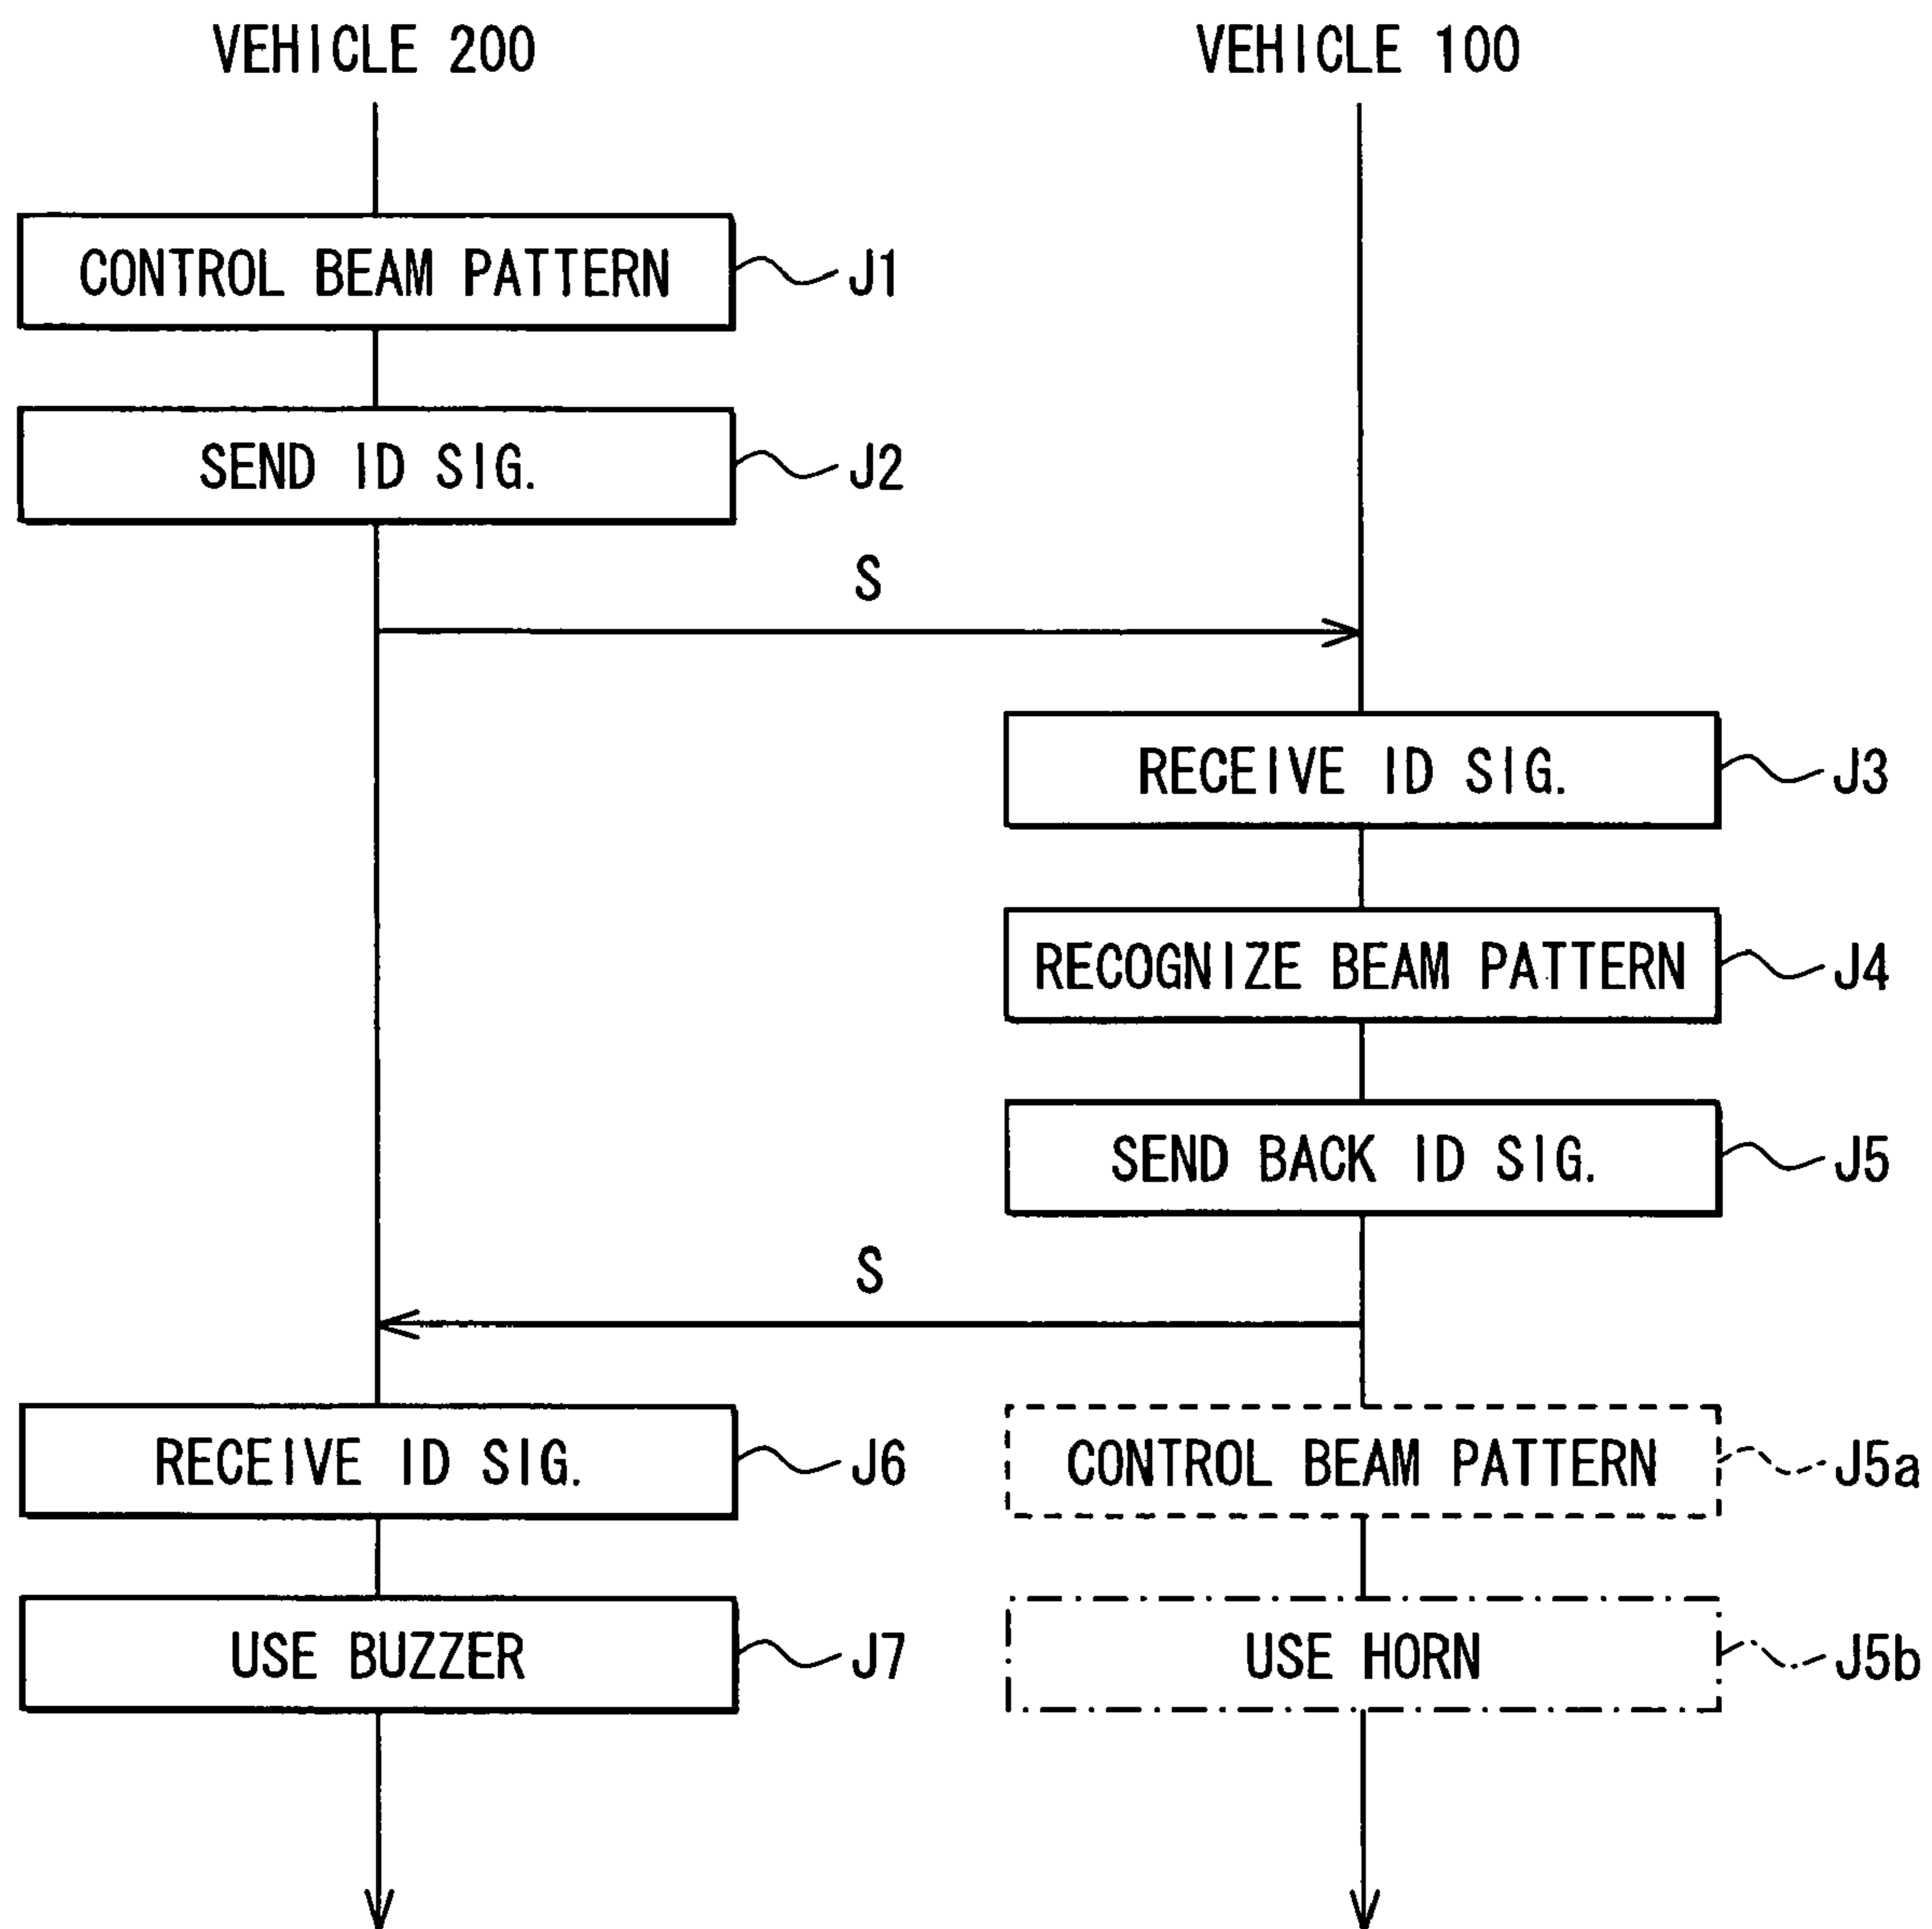 VEHICLE 200
VEHICLE 100
CONTROL BEAM PATTERN
J1
SEND ID SIG.
J2
S
RECEIVE ID SIG.
J3
RECOGNIZE BEAM PATTERN
J4
SEND BACK ID SIG.
J5
S
RECEIVE ID SIG.
J6
CONTROL BEAM PATTERN
J5a
USE BUZZER
J7
USE HORN
J5b